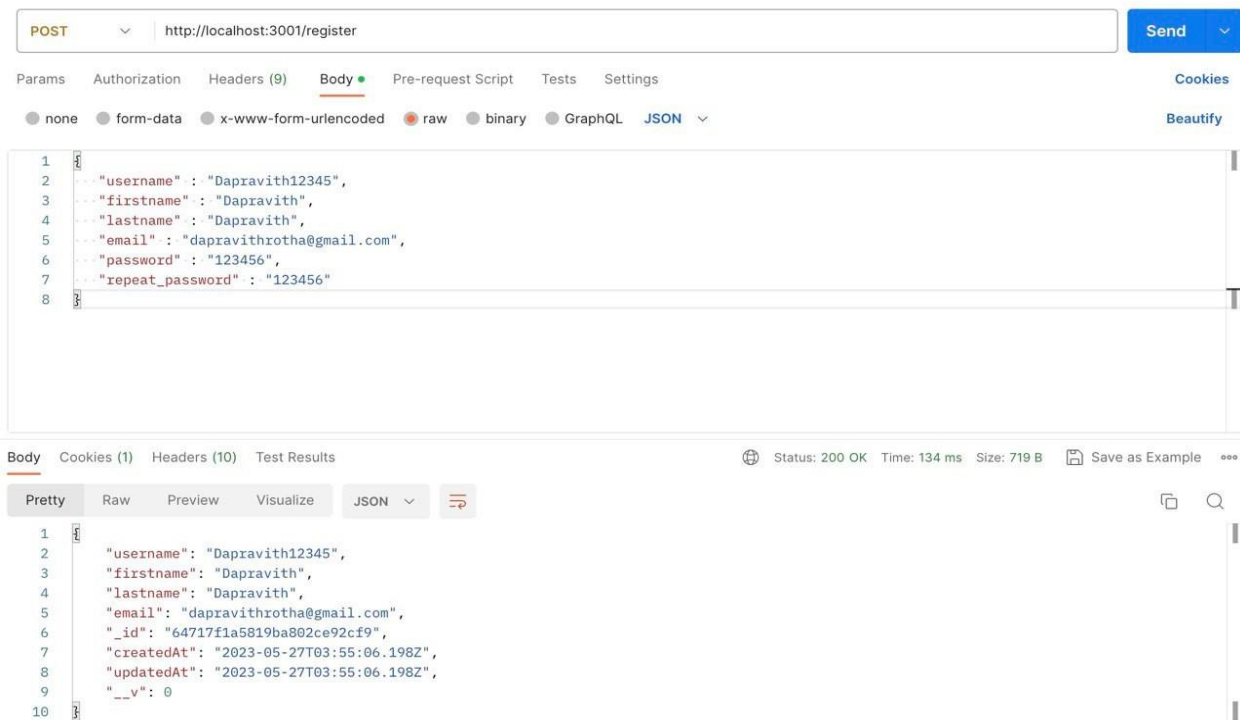 POST http://localhost:3001/register Send
Params Authorization Headers (9) Body Pre-request Script Tests Settings Cookies
none form-data x-www-form-urlencoded raw binary GraphQL JSON Beautify
1 {
2 "username" : "Dapravith12345",
3 "firstname" : "Dapravith",
4 "lastname" : "Dapravith",
5 "email" : "dapravithrotha@gmail.com",
6 "password" : "123456",
7 "repeat_password" : "123456"
8 }
Body Cookies (1) Headers (10) Test Results Status: 200 OK Time: 134 ms Size: 719 B Save as Example
Pretty Raw Preview Visualize JSON
1 {
2 "username": "Dapravith12345",
3 "firstname": "Dapravith",
4 "lastname": "Dapravith",
5 "email": "dapravithrotha@gmail.com",
6 "_id": "64717f1a5819ba802ce92cf9",
7 "createdAt": "2023-05-27T03:55:06.198Z",
8 "updatedAt": "2023-05-27T03:55:06.198Z",
9 "__v": 0
10 }